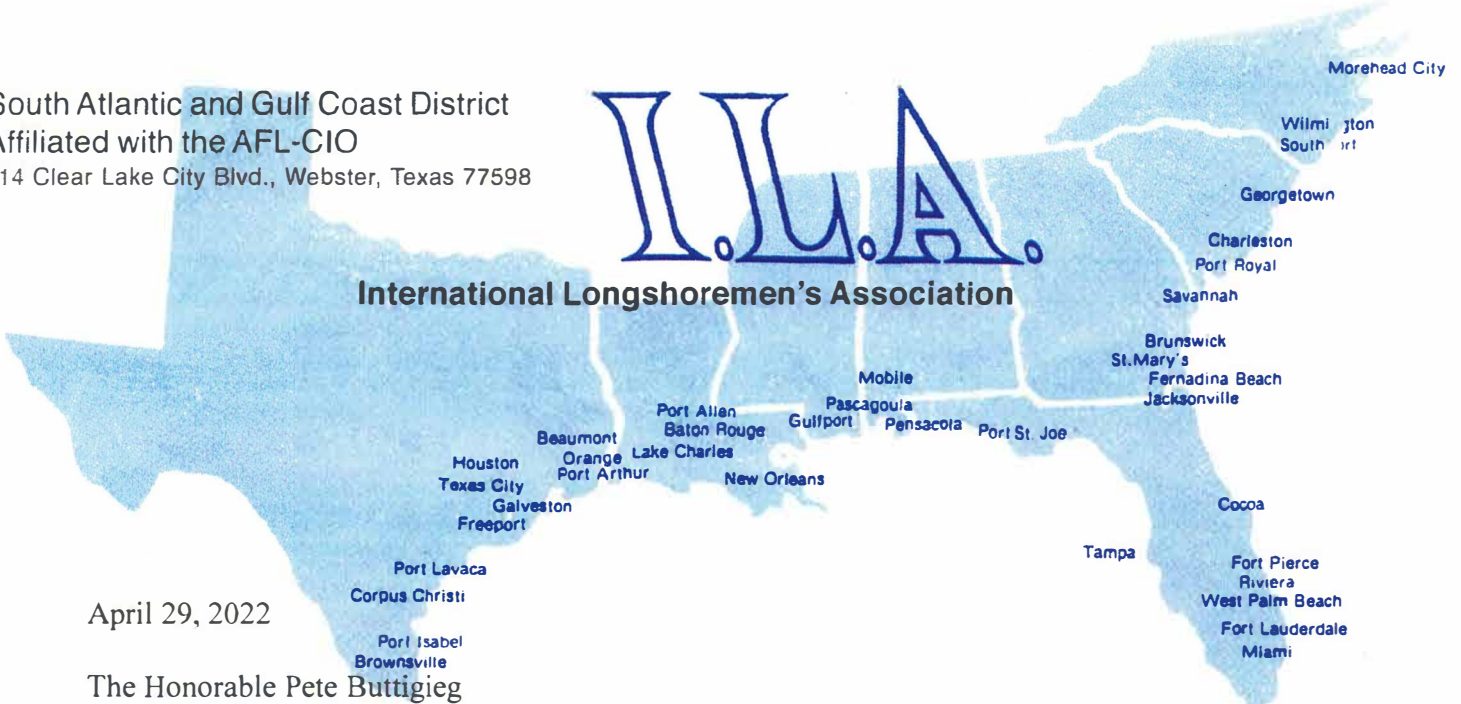 South Atlantic and Gulf Coast District
Affiliated with the AFL-CIO
14 Clear Lake City Blvd., Webster, Texas 77598
I.L.A.
International Longshoremen's Association
Morehead City
Georgetown
Charleston
Port Royal
Savannah
Brunswick
St.Mary's
Fernadina Beach
Jacksonville
Mobile
Pascagoula
Gulfport
Pensacola
Port St. Joe
Port Allen
Baton Rouge
Lake Charles
New Orleans
Beaumont
Orange
Port Arthur
Houston
Texas City
Galveston
Freeport
Port Lavaca
Corpus Christi
Port Isabel
Brownsville
Cocoa
Tampa
Fort Pierce
Riviera
West Palm Beach
Fort Lauderdale
Miami
April 29, 2022
The Honorable Pete Buttigieg